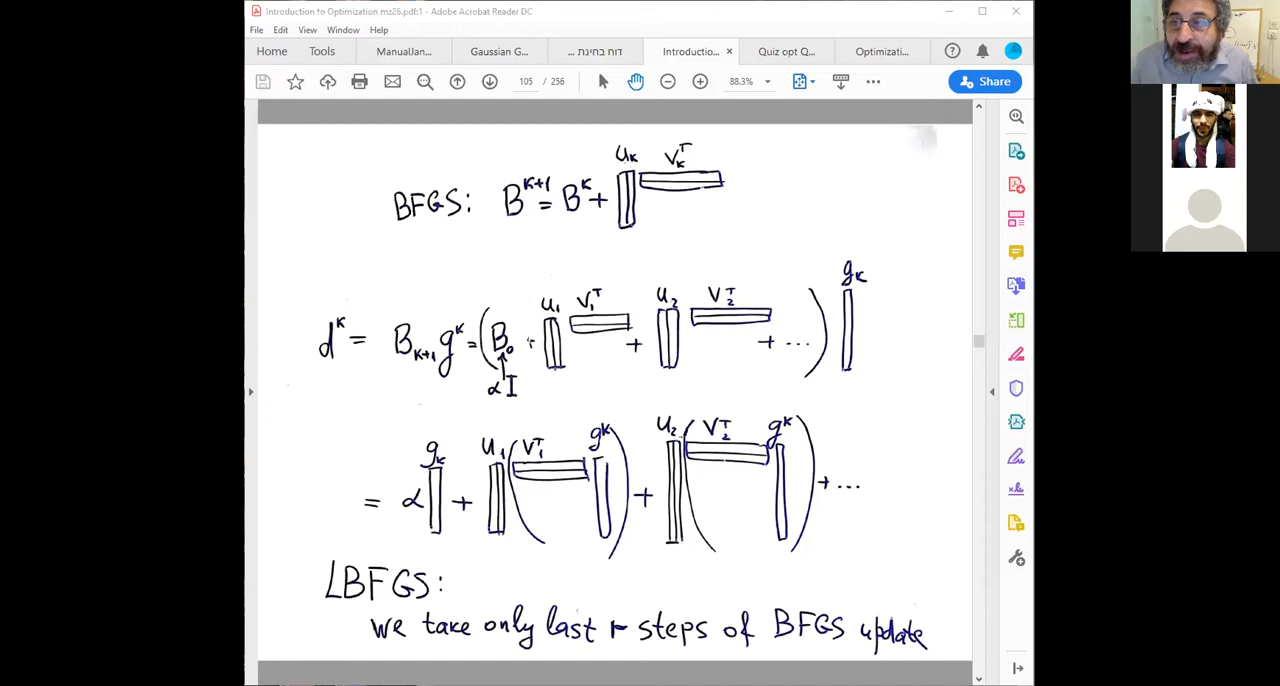 Introduction to Optimization mz26.pdf:1 - Adobe Acrobat Reader DC
File Edit View Window Help
Home Tools ManualJan... Gaussian G... דוח בחינת ... Introductio... × Quiz opt Q... Optimizati...
105 / 256 88.3% Share
u_k V_k^T
BFGS: B^{k+1} = B^k +
g_k
u_1 V_1^T u_2 V_2^T
d^k = B_{k+1} g^k = (B_0 + + + ... )
αI
g_k u_1 ( V_1^T g^k ) u_2 ( V_2^T g^k )
= α + + + ...
LBFGS:
we take only last r steps of BFGS update